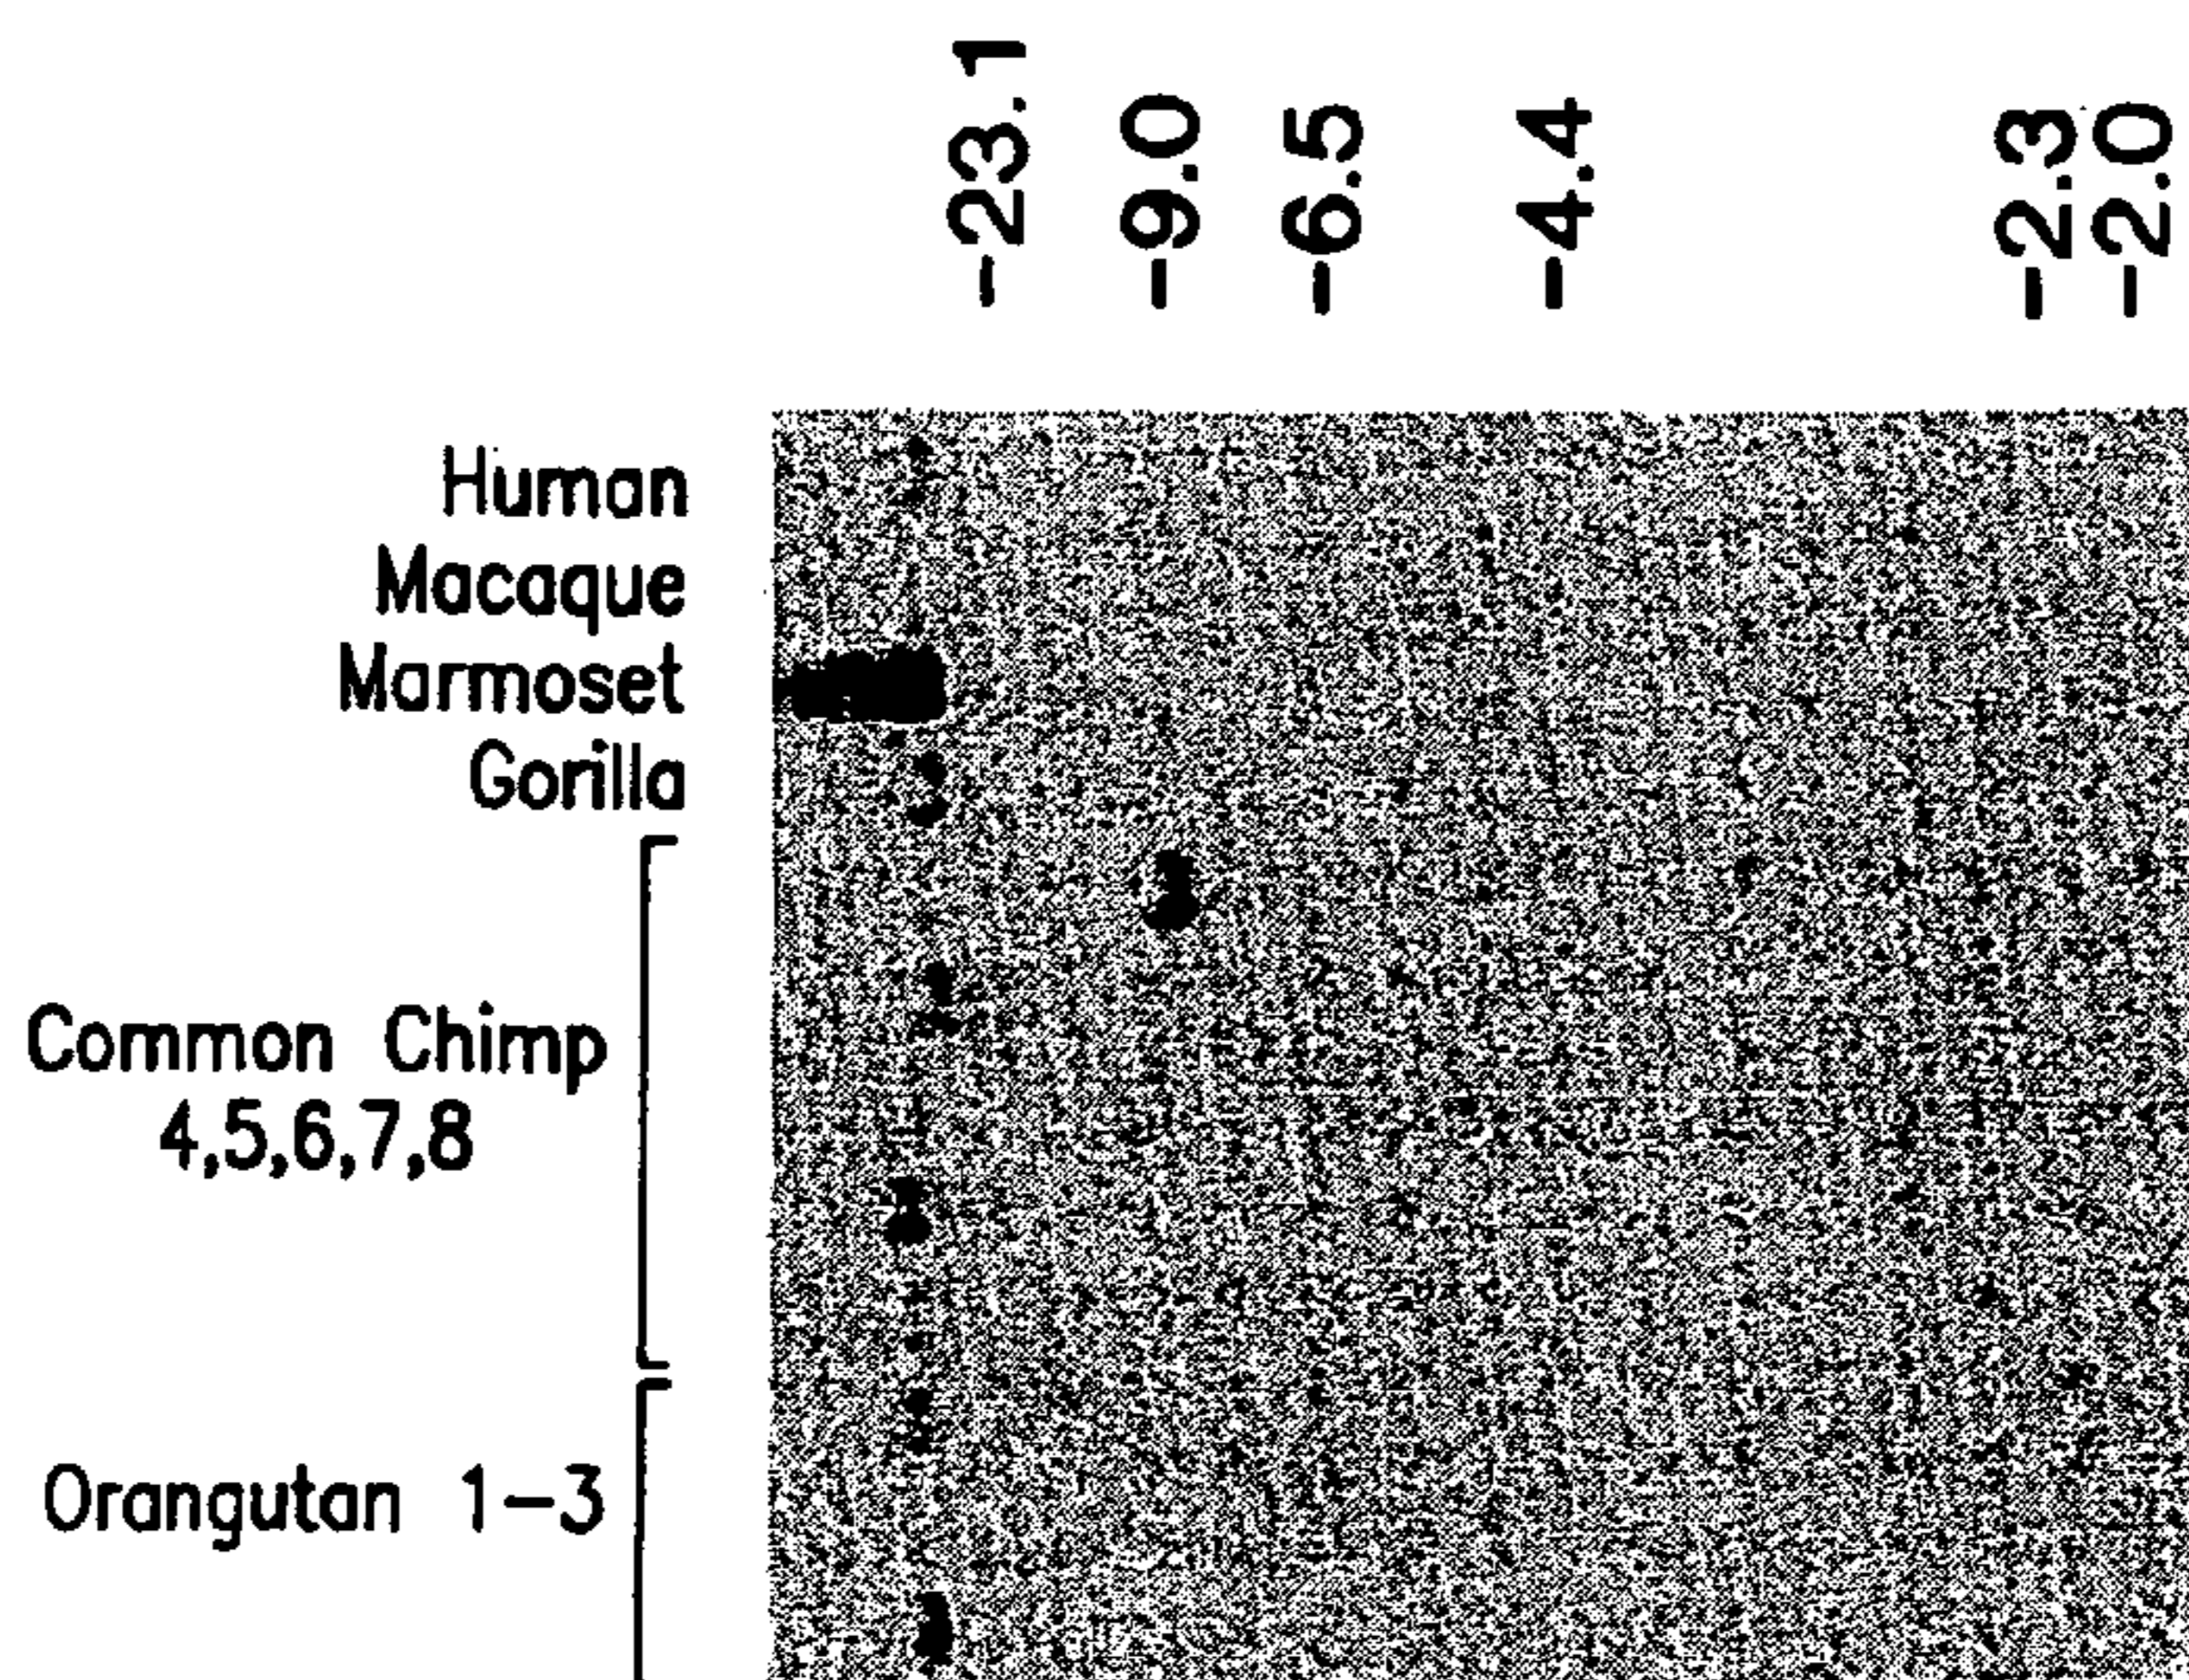 -23.1
-9.0
-6.5
-4.4
-2.3
-2.0
Human
Macaque
Marmoset
Gorilla
Common Chimp
4,5,6,7,8
Orangutan 1-3